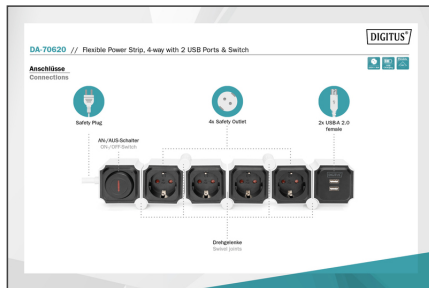 DIGITUS®
DA-70620 // Flexible Power Strip, 4-way with 2 USB Ports & Switch
Anschlüsse
Connections
Safety Plug
4x Safety Outlet
2x USB-A 2.0
female
AN-/AUS-Schalter
ON-/OFF-Switch
Drehgelenke
Swivel joints